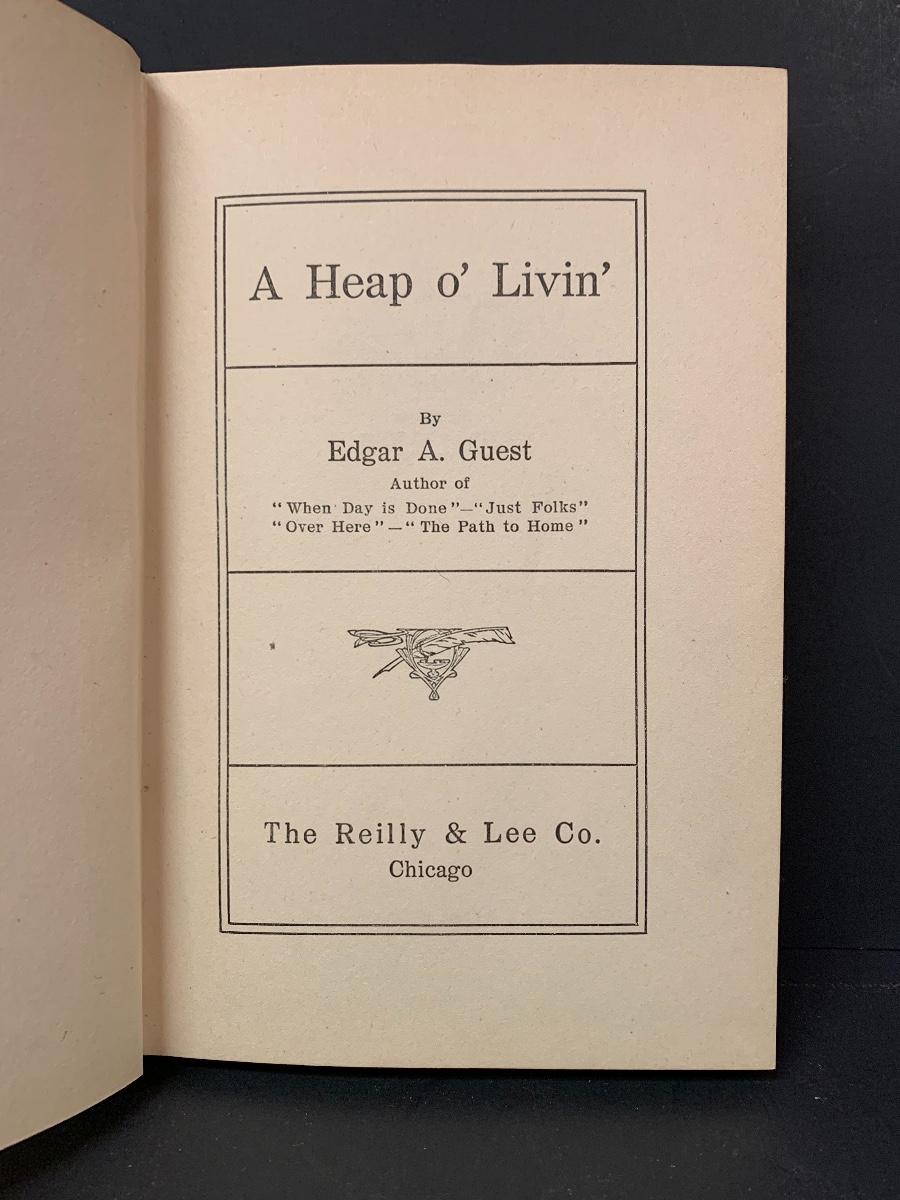 A Heap o' Livin'
By
Edgar A. Guest
Author of
"When Day is Done"—"Just Folks"
"Over Here"—"The Path to Home"
The Reilly & Lee Co.
Chicago